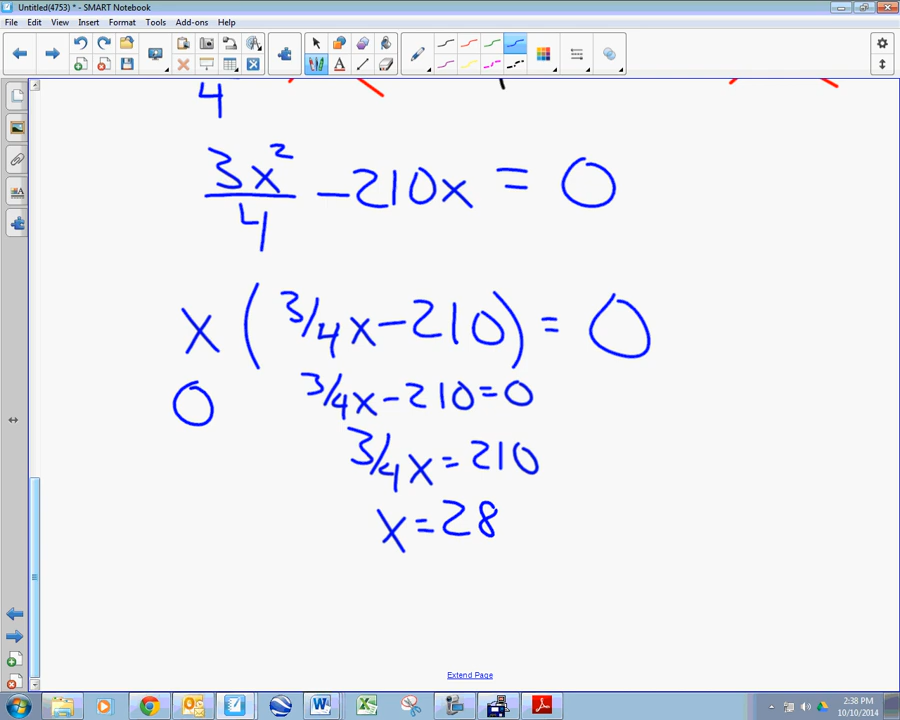 Untitled(4753) - SMART Notebook
File Edit View Insert Format Tools Add-ons Help
4
3x²
4
-210x = 0
x ( 3/4x-210) = 0
0
3/4x-210=0
3/4x=210
x=28
Extend Page
2:38 PM
10/10/2014